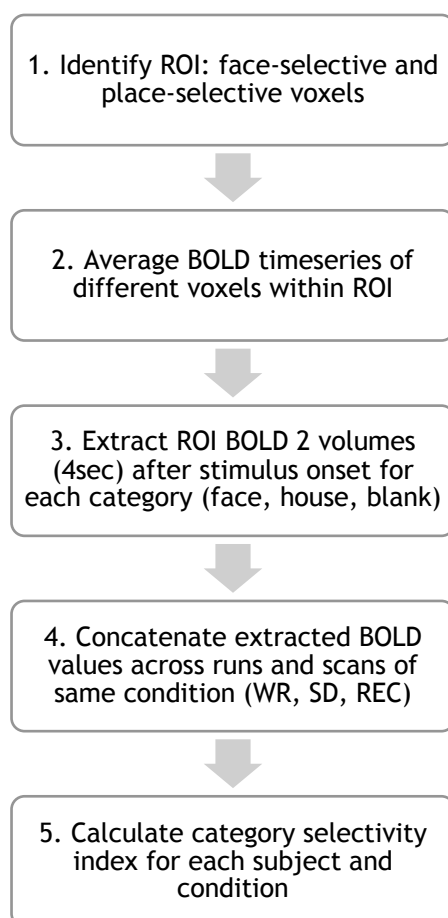 1. Identify ROI: face-selective and
place-selective voxels
2. Average BOLD timeseries of
different voxels within ROI
3. Extract ROI BOLD 2 volumes
(4sec) after stimulus onset for
each category (face, house, blank)
4. Concatenate extracted BOLD
values across runs and scans of
same condition (WR, SD, REC)
5. Calculate category selectivity
index for each subject and
condition